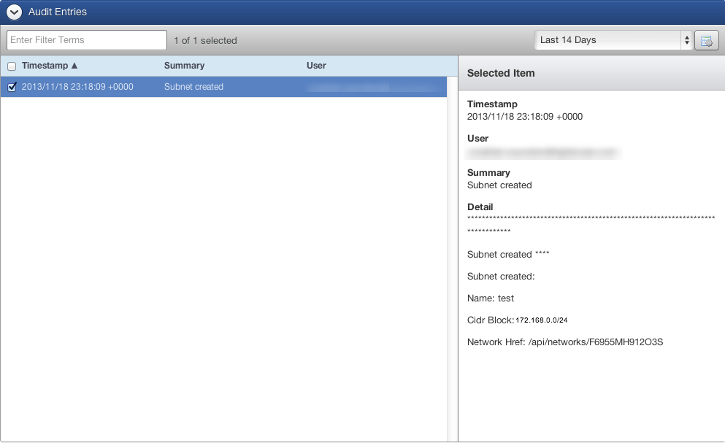 Audit Entries
Enter Filter Terms
1 of 1 selected
Last 14 Days
Timestamp ▲ Summary User
2013/11/18 23:18:09 +0000 Subnet created
Selected Item
Timestamp
2013/11/18 23:18:09 +0000
User
Summary
Subnet created
Detail
********************************************************************
************
Subnet created ****
Subnet created:
Name: test
Cidr Block: 172.168.0.0/24
Network Href: /api/networks/F6955MH912O3S